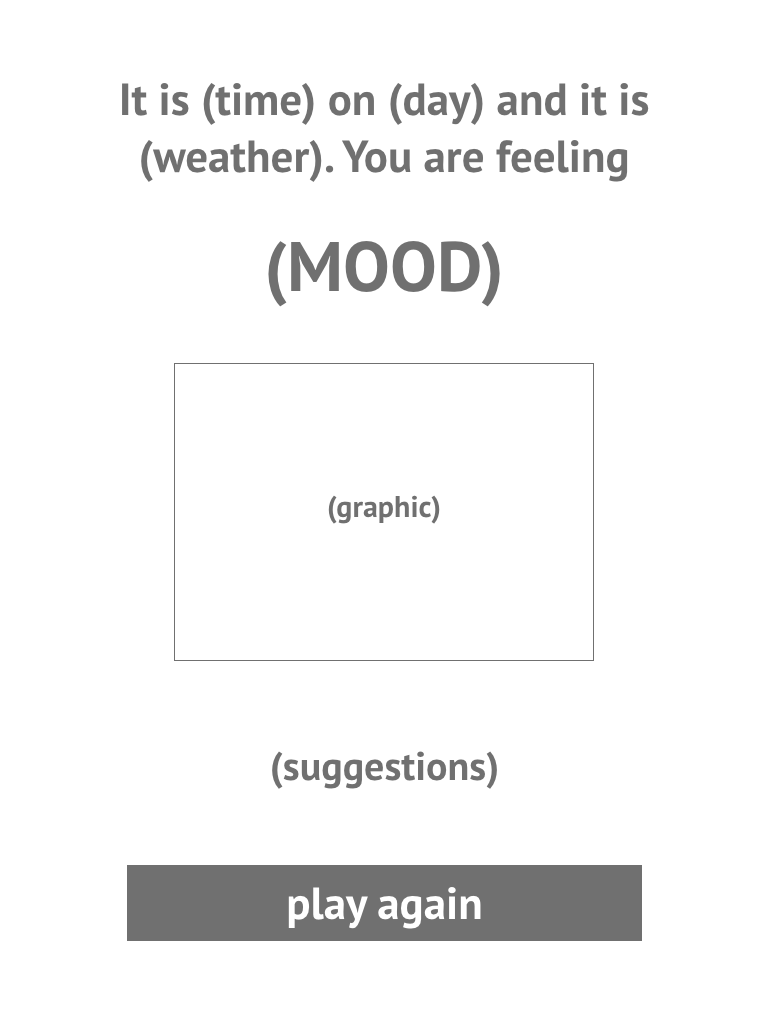 It is (time) on (day) and it is
(weather). You are feeling
(MOOD)
(graphic)
(suggestions)
play again